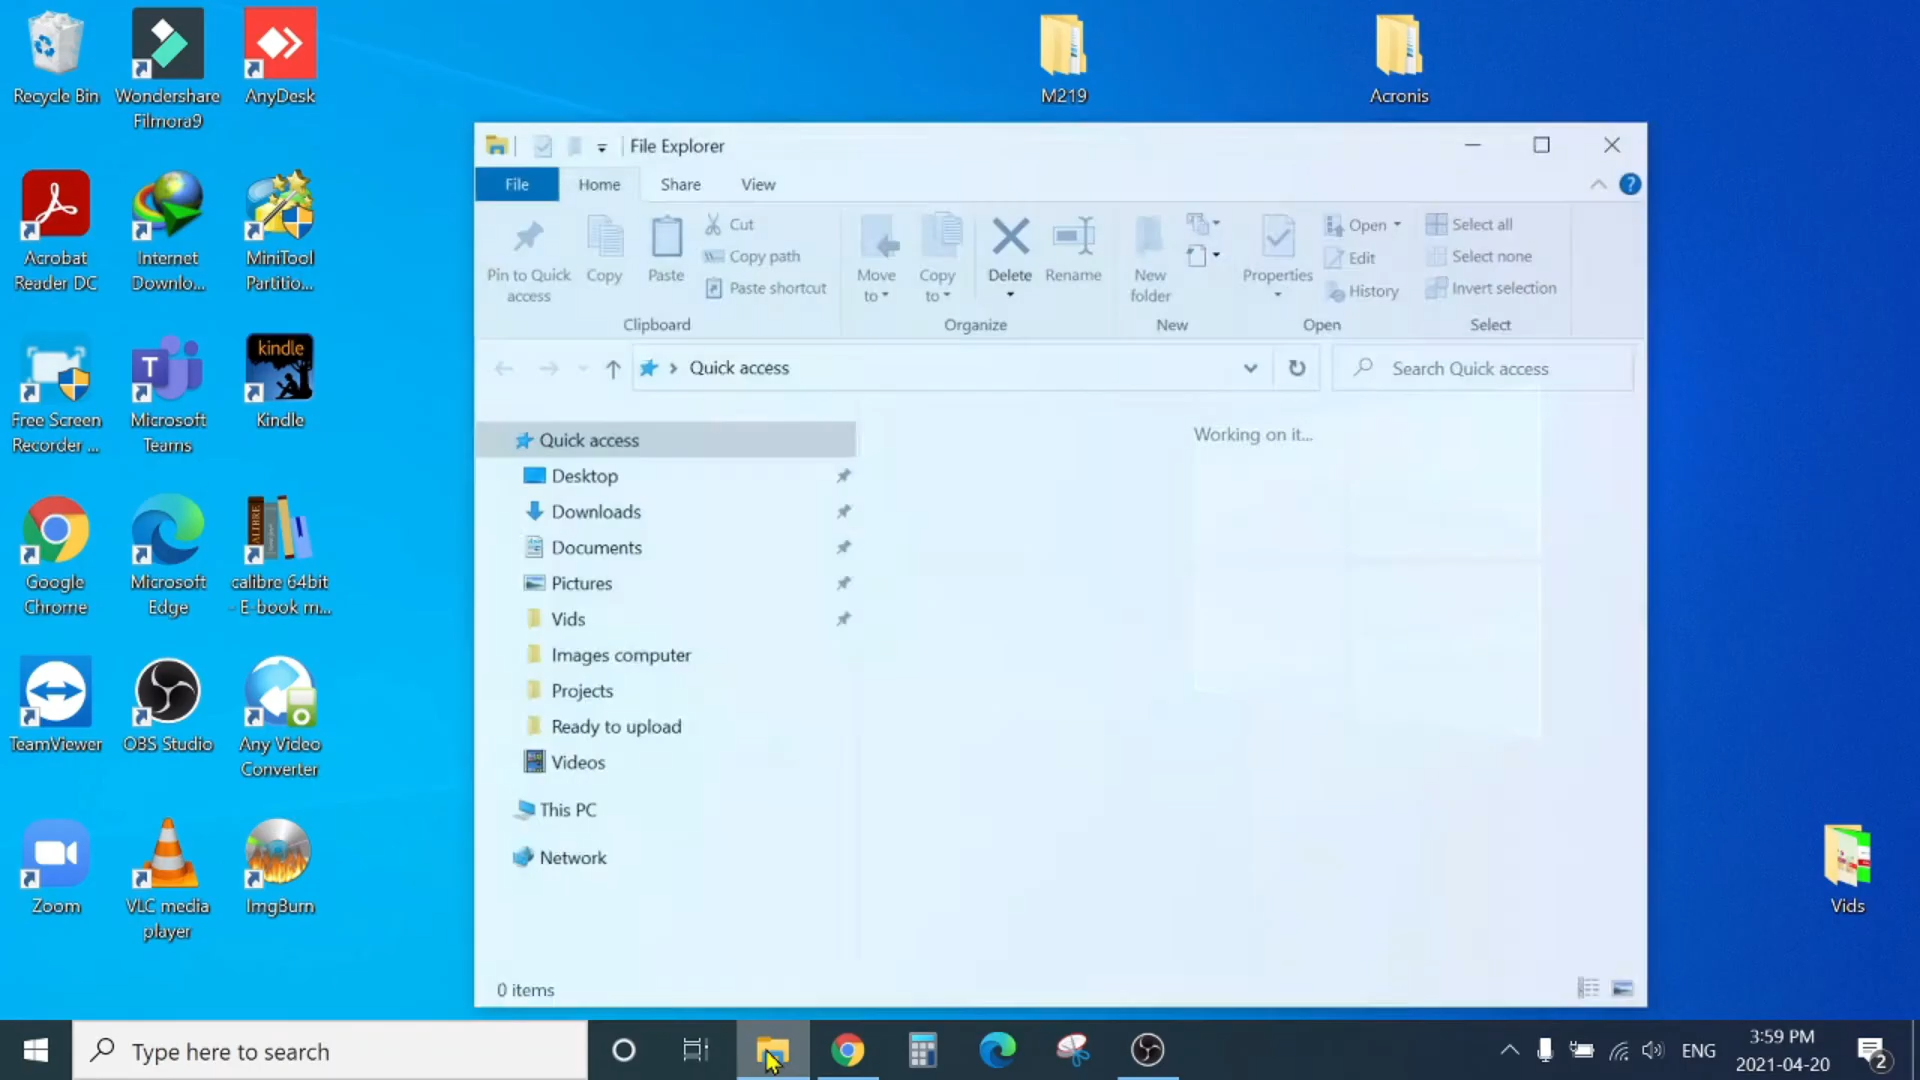 Recycle Bin
Wondershare
Filmora9
AnyDesk
Acrobat
Reader DC
Internet
Downlo...
MiniTool
Partitio...
Free Screen
Recorder ...
T
Microsoft
Teams
kindle
Kindle
Google
Chrome
Microsoft
Edge
CALIBRE
calibre 64bit
- E-book m...
TeamViewer
OBS Studio
Any Video
Converter
Zoom
VLC media
player
ImgBurn
M219
Acronis
Vids
File Explorer
File
Home
Share
View
?
Pin to Quick
access
Copy
Paste
Cut
Copy path
Paste shortcut
Clipboard
Move
to
Copy
to
Delete
Rename
Organize
New
folder
New
Properties
Open
Edit
History
Open
Select all
Select none
Invert selection
Select
Quick access
Search Quick access
Quick access
Desktop
Downloads
Documents
Pictures
Vids
Images computer
Projects
Ready to upload
Videos
This PC
Network
Working on it...
0 items
Type here to search
ENG
3:59 PM
2021-04-20
2